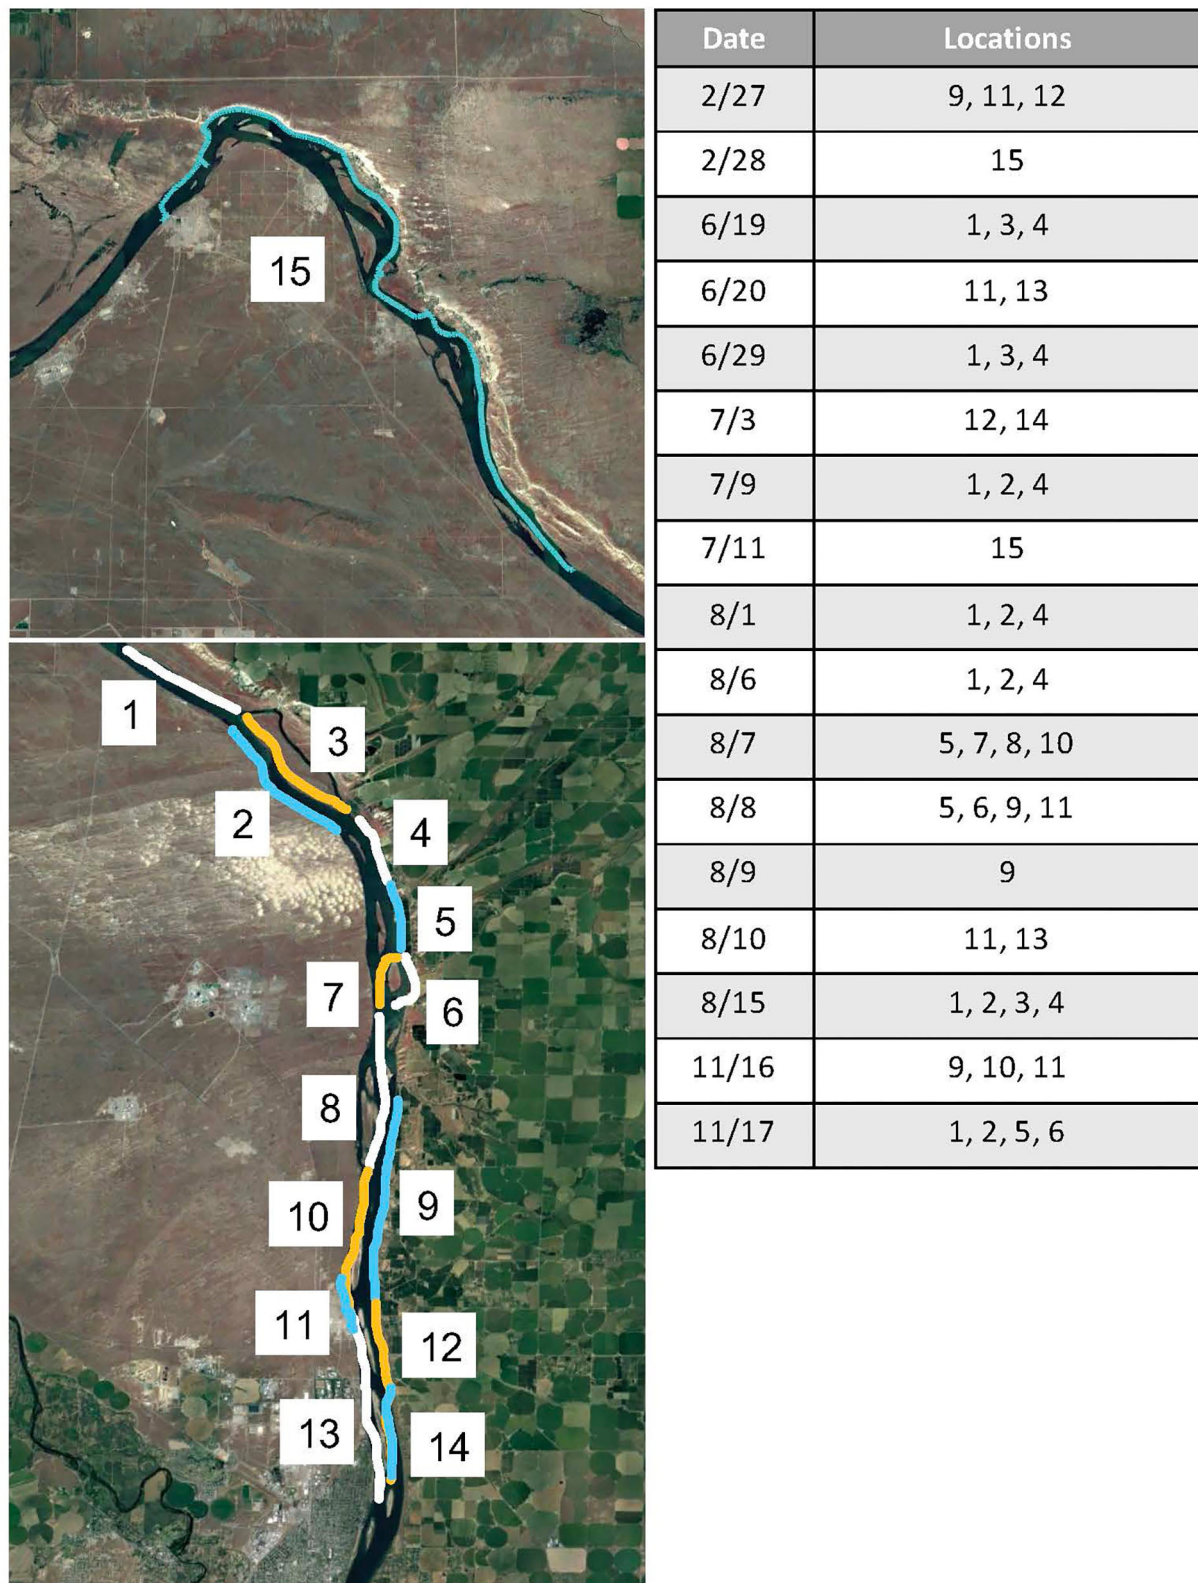 15
1
3
2
4
5
7
6
8
10
9
11
12
13
14
Date Locations
2/27 9, 11, 12
2/28 15
6/19 1, 3, 4
6/20 11, 13
6/29 1, 3, 4
7/3 12, 14
7/9 1, 2, 4
7/11 15
8/1 1, 2, 4
8/6 1, 2, 4
8/7 5, 7, 8, 10
8/8 5, 6, 9, 11
8/9 9
8/10 11, 13
8/15 1, 2, 3, 4
11/16 9, 10, 11
11/17 1, 2, 5, 6